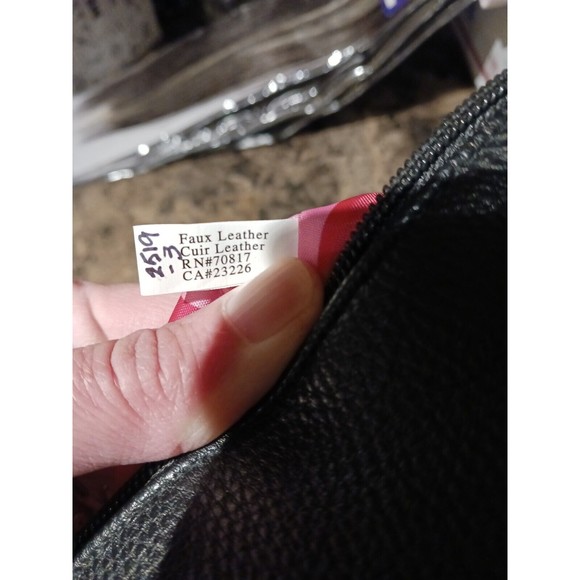 2519
-3
Faux Leather
Cuir Leather
RN#70817
CA#23226